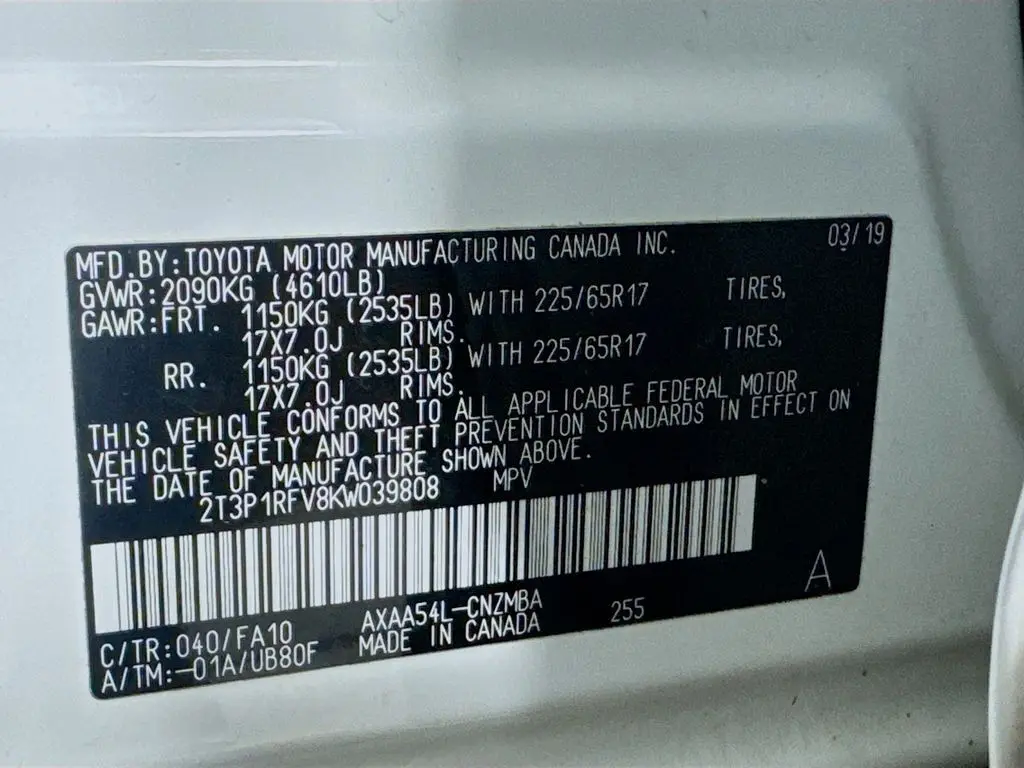 03/19
MFD.BY:TOYOTA MOTOR MANUFACTURING CANADA INC.
GVWR:2090KG (4610LB)
GAWR:FRT. 1150KG (2535LB) WITH 225/65R17 TIRES,
17X7.0J RIMS.
RR. 1150KG (2535LB) WITH 225/65R17 TIRES,
17X7.0J RIMS.
THIS VEHICLE CONFORMS TO ALL APPLICABLE FEDERAL MOTOR
VEHICLE SAFETY AND THEFT PREVENTION STANDARDS IN EFFECT ON
THE DATE OF MANUFACTURE SHOWN ABOVE.
2T3P1RFV8KW039808 MPV
A
C/TR:040/FA10 AXAA54L-CNZMBA 255
A/TM:-01A/UB80F MADE IN CANADA